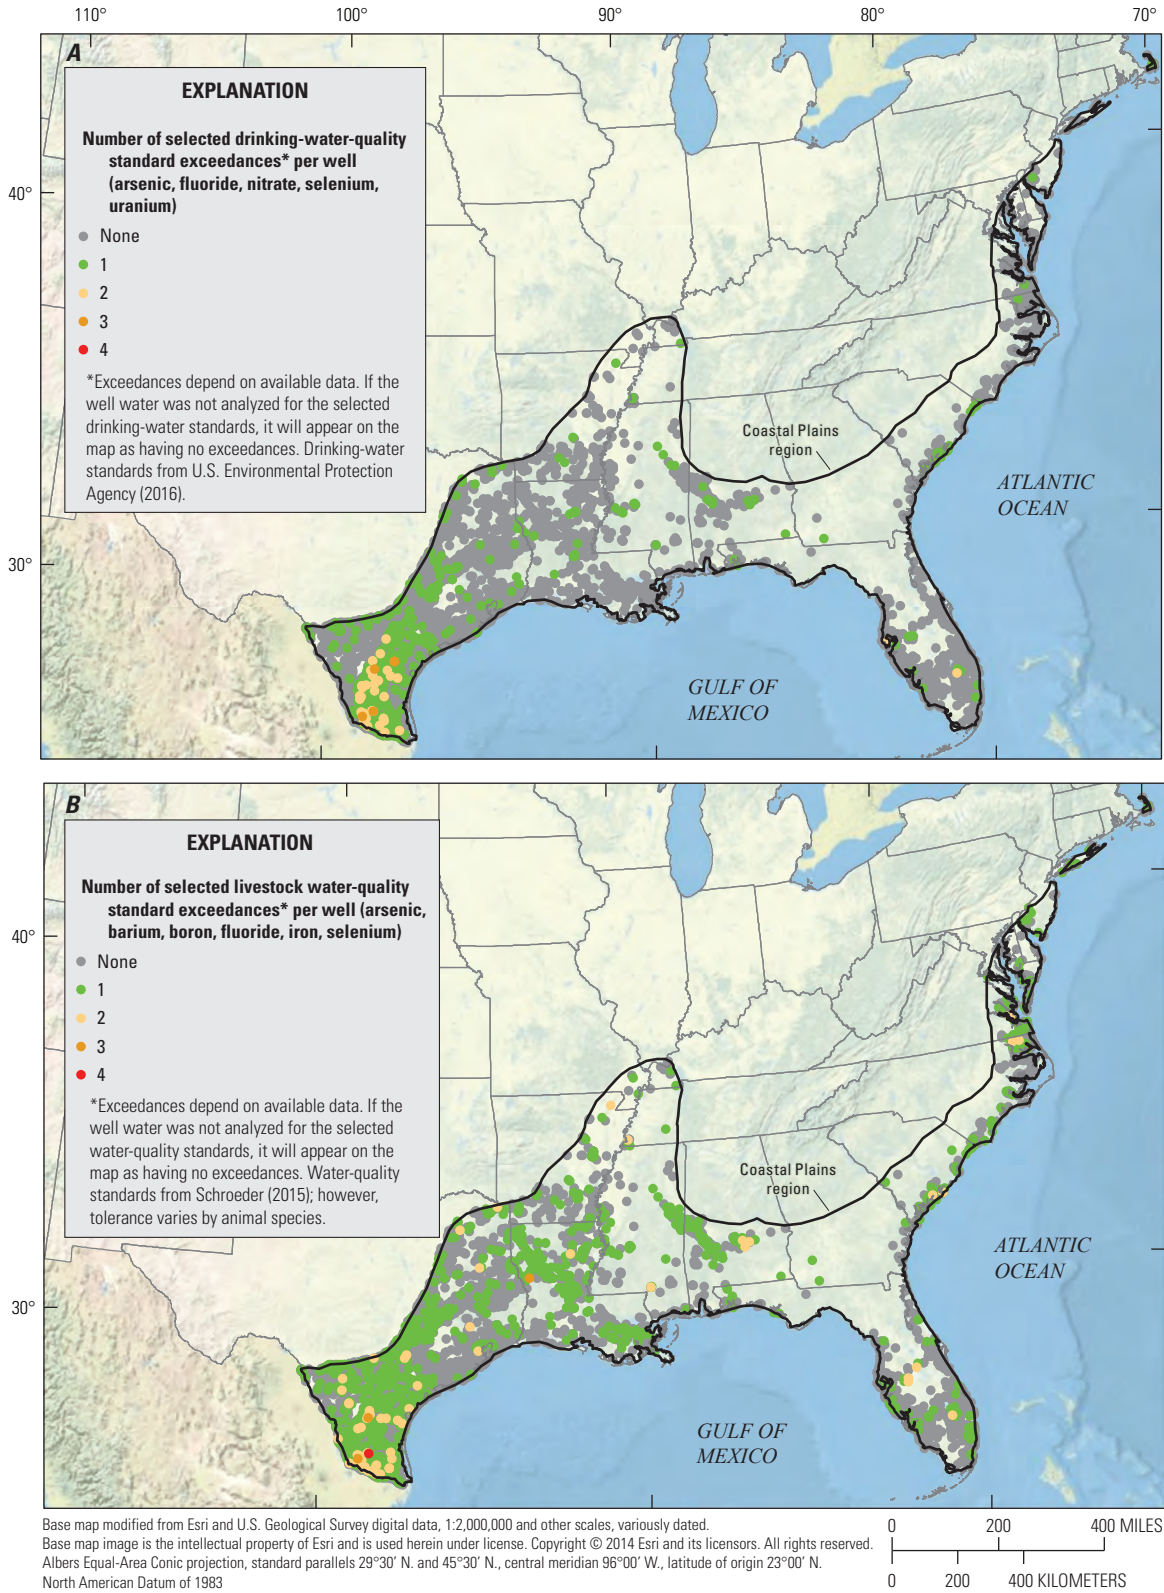 110°
100°
90°
80°
70°
A
EXPLANATION
Number of selected drinking-water-quality
standard exceedances* per well
(arsenic, fluoride, nitrate, selenium,
uranium)
None
1
2
3
4
*Exceedances depend on available data. If the
well water was not analyzed for the selected
drinking-water standards, it will appear on the
map as having no exceedances. Drinking-water
standards from U.S. Environmental Protection
Agency (2016).
40°
30°
Coastal Plains
region
ATLANTIC
OCEAN
GULF OF
MEXICO
B
EXPLANATION
Number of selected livestock water-quality
standard exceedances* per well (arsenic,
barium, boron, fluoride, iron, selenium)
None
1
2
3
4
*Exceedances depend on available data. If the
well water was not analyzed for the selected
water-quality standards, it will appear on the
map as having no exceedances. Water-quality
standards from Schroeder (2015); however,
tolerance varies by animal species.
40°
30°
Coastal Plains
region
ATLANTIC
OCEAN
GULF OF
MEXICO
Base map modified from Esri and U.S. Geological Survey digital data, 1:2,000,000 and other scales, variously dated.
Base map image is the intellectual property of Esri and is used herein under license. Copyright © 2014 Esri and its licensors. All rights reserved.
Albers Equal-Area Conic projection, standard parallels 29°30′ N. and 45°30′ N., central meridian 96°00′ W., latitude of origin 23°00′ N.
North American Datum of 1983
0 200 400 MILES
0 200 400 KILOMETERS